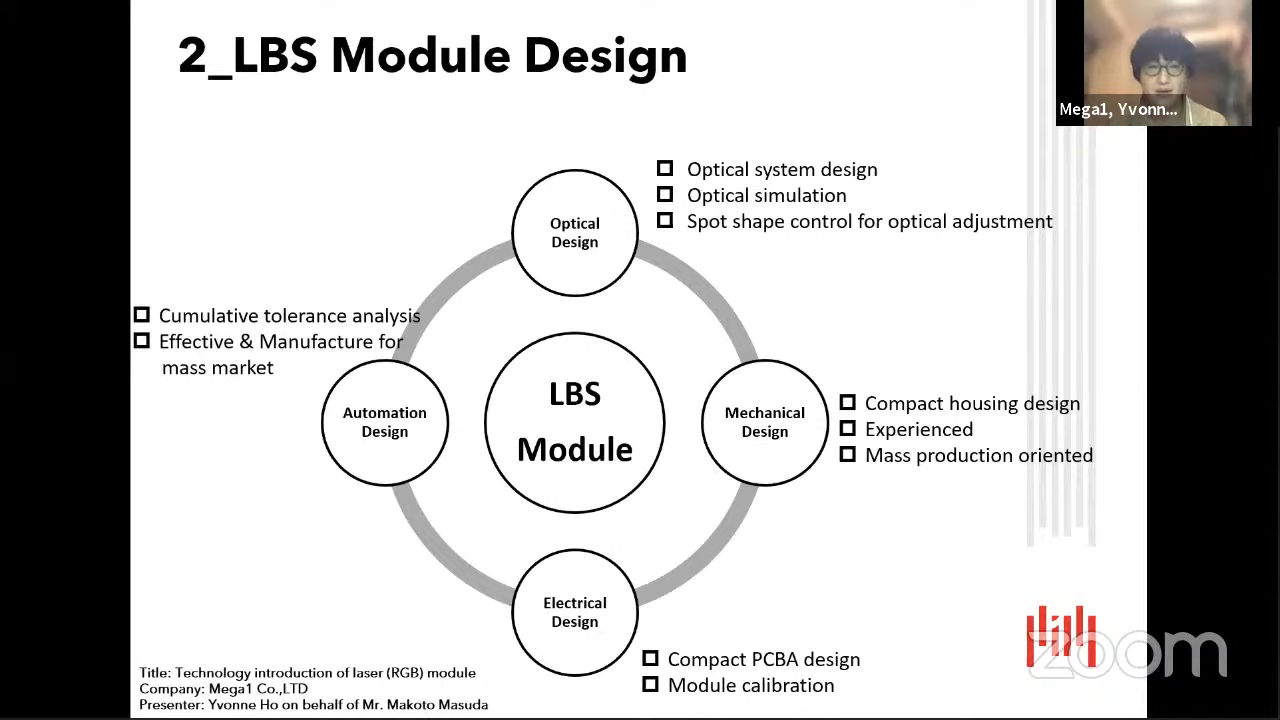 2_LBS Module Design
Mega1, Yvonn...
Optical system design
Optical simulation
Spot shape control for optical adjustment
Optical
Design
Cumulative tolerance analysis
Effective & Manufacture for
mass market
LBS
Module
Automation
Design
Mechanical
Design
Compact housing design
Experienced
Mass production oriented
Electrical
Design
Compact PCBA design
Module calibration
Title: Technology introduction of laser (RGB) module
Company: Mega1 Co.,LTD
Presenter: Yvonne Ho on behalf of Mr. Makoto Masuda
zoom